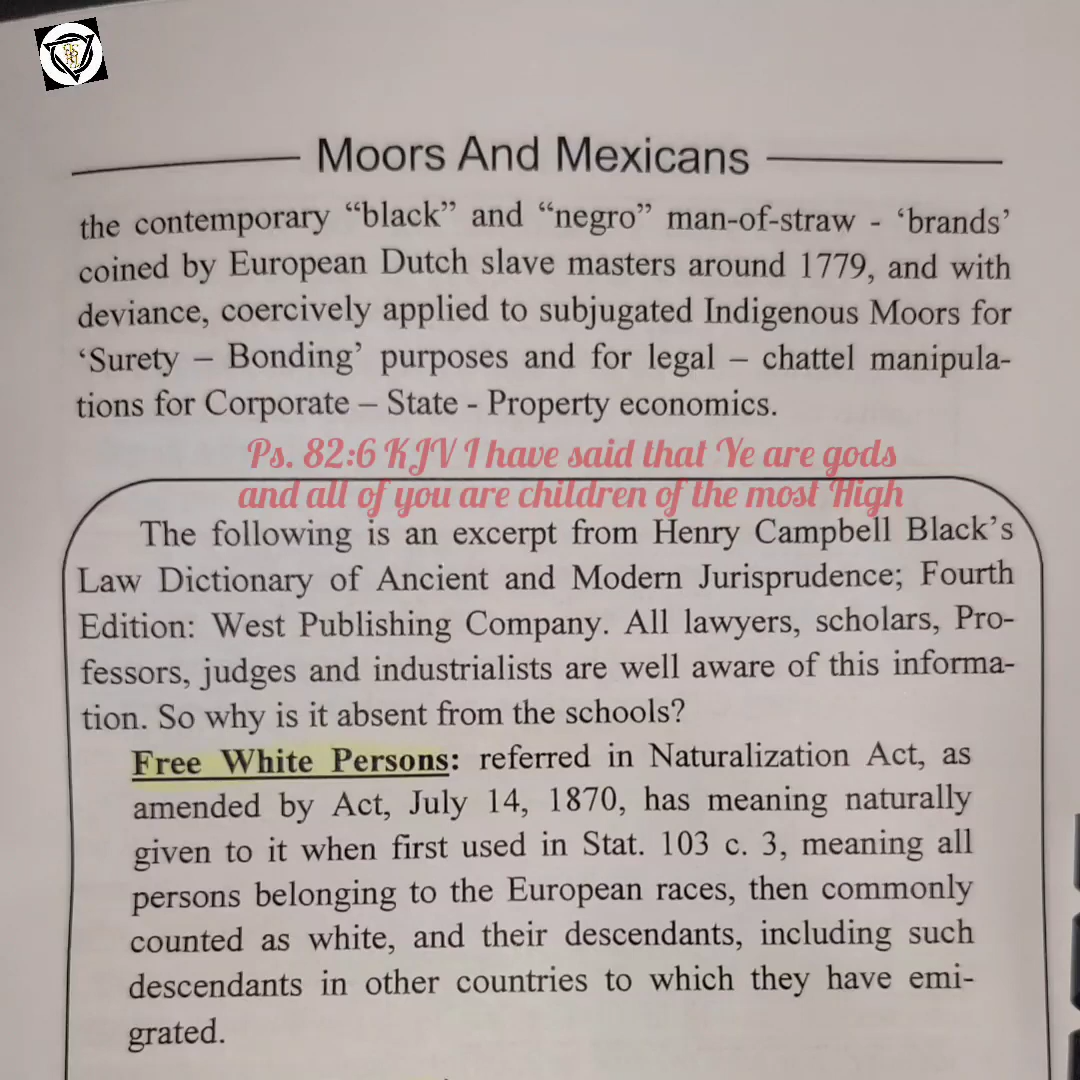 Moors And Mexicans
the contemporary “black” and “negro” man-of-straw - ‘brands’
coined by European Dutch slave masters around 1779, and with
deviance, coercively applied to subjugated Indigenous Moors for
‘Surety – Bonding’ purposes and for legal – chattel manipula-
tions for Corporate – State - Property economics.
Ps. 82:6 KJV I have said that Ye are gods
and all of you are children of the most High
The following is an excerpt from Henry Campbell Black’s
Law Dictionary of Ancient and Modern Jurisprudence; Fourth
Edition: West Publishing Company. All lawyers, scholars, Pro-
fessors, judges and industrialists are well aware of this informa-
tion. So why is it absent from the schools?
Free White Persons: referred in Naturalization Act, as
amended by Act, July 14, 1870, has meaning naturally
given to it when first used in Stat. 103 c. 3, meaning all
persons belonging to the European races, then commonly
counted as white, and their descendants, including such
descendants in other countries to which they have emi-
grated.